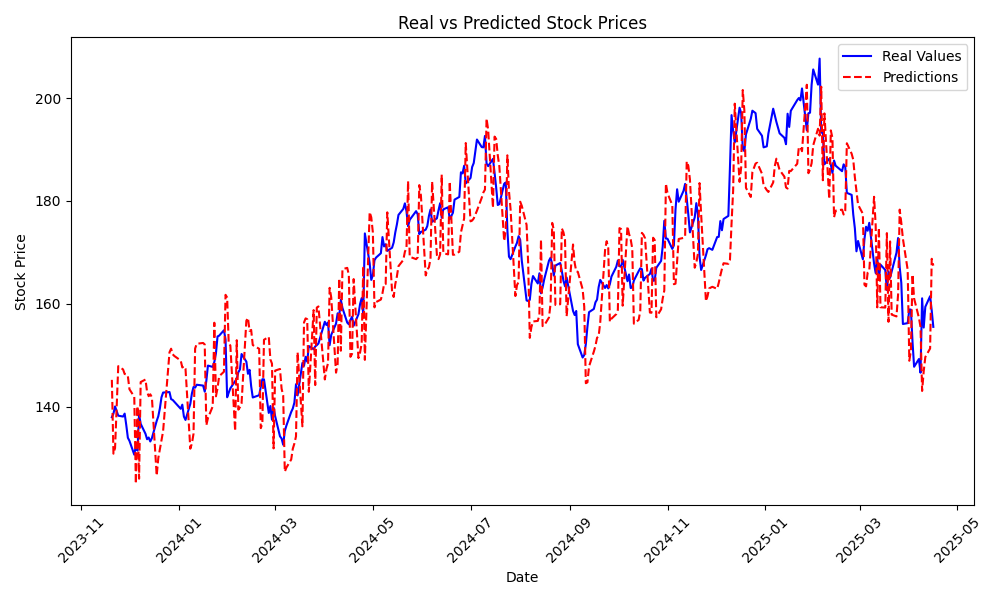 Real vs Predicted Stock Prices
Real Values
Predictions
Stock Price
200
180
160
140
2023-11
2024-01
2024-03
2024-05
2024-07
2024-09
2024-11
2025-01
2025-03
2025-05
Date